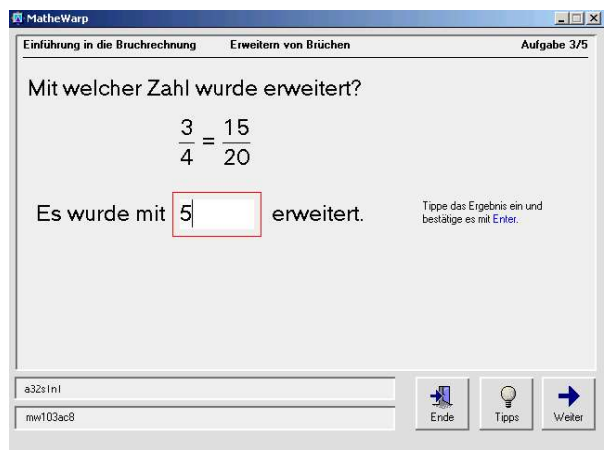 MatheWarp
Einführung in die Bruchrechnung Erweitern von Brüchen Aufgabe 3/5
Mit welcher Zahl wurde erweitert?
3/4 = 15/20
Es wurde mit 5 erweitert.
Tippe das Ergebnis ein und
bestätige es mit Enter.
a32s|n|
mw103ac8
Ende Tipps Weiter